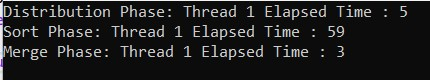 Distribution Phase: Thread 1 Elapsed Time : 5
Sort Phase: Thread 1 Elapsed Time : 59
Merge Phase: Thread 1 Elapsed Time : 3